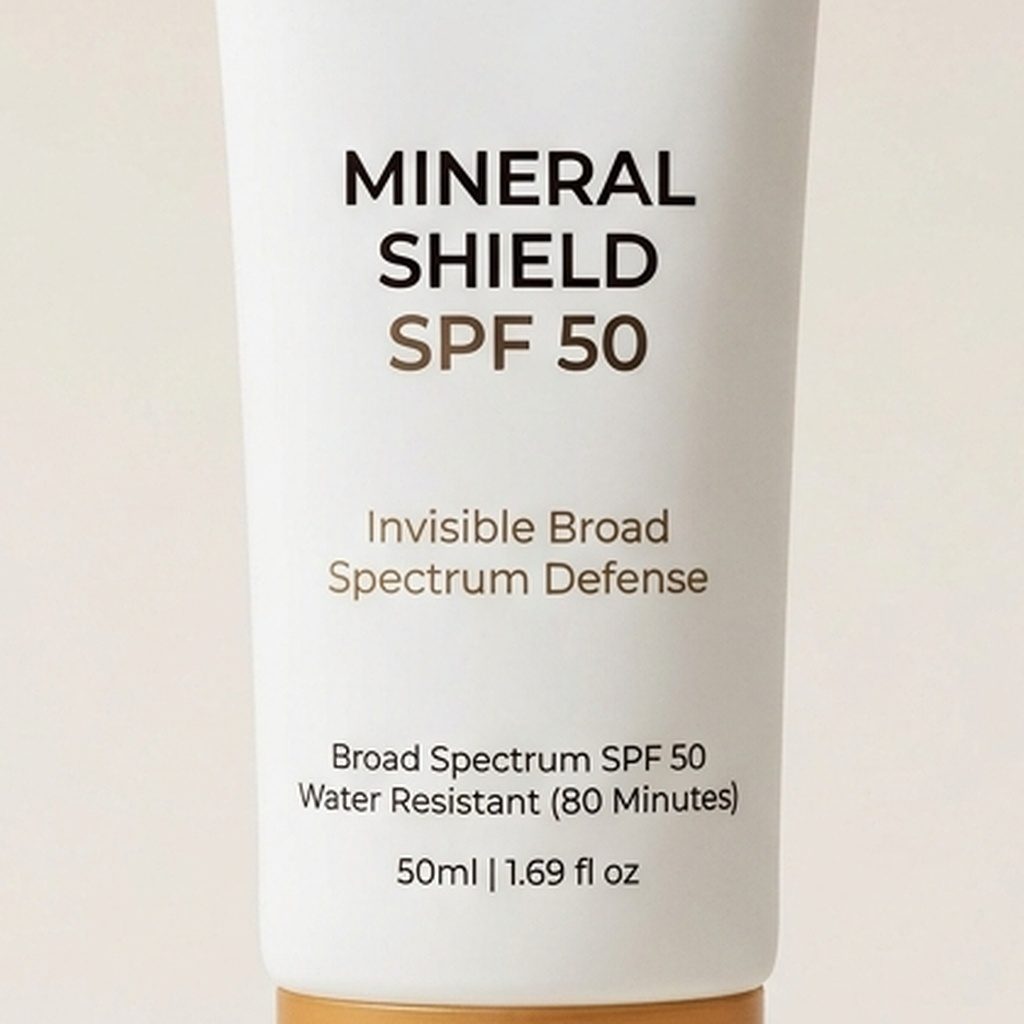 MINERAL
SHIELD
SPF 50
Invisible Broad
Spectrum Defense
Broad Spectrum SPF 50
Water Resistant (80 Minutes)
50ml | 1.69 fl oz